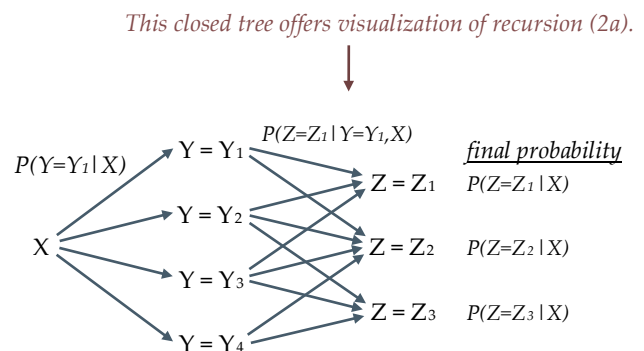 This closed tree offers visualization of recursion (2a).
P(Z=Z₁|Y=Y₁,X)
Y = Y₁
final probability
P(Y=Y₁|X)
Z = Z₁
P(Z=Z₁|X)
Y = Y₂
X
Z = Z₂
P(Z=Z₂|X)
Y = Y₃
Z = Z₃
P(Z=Z₃|X)
Y = Y₄